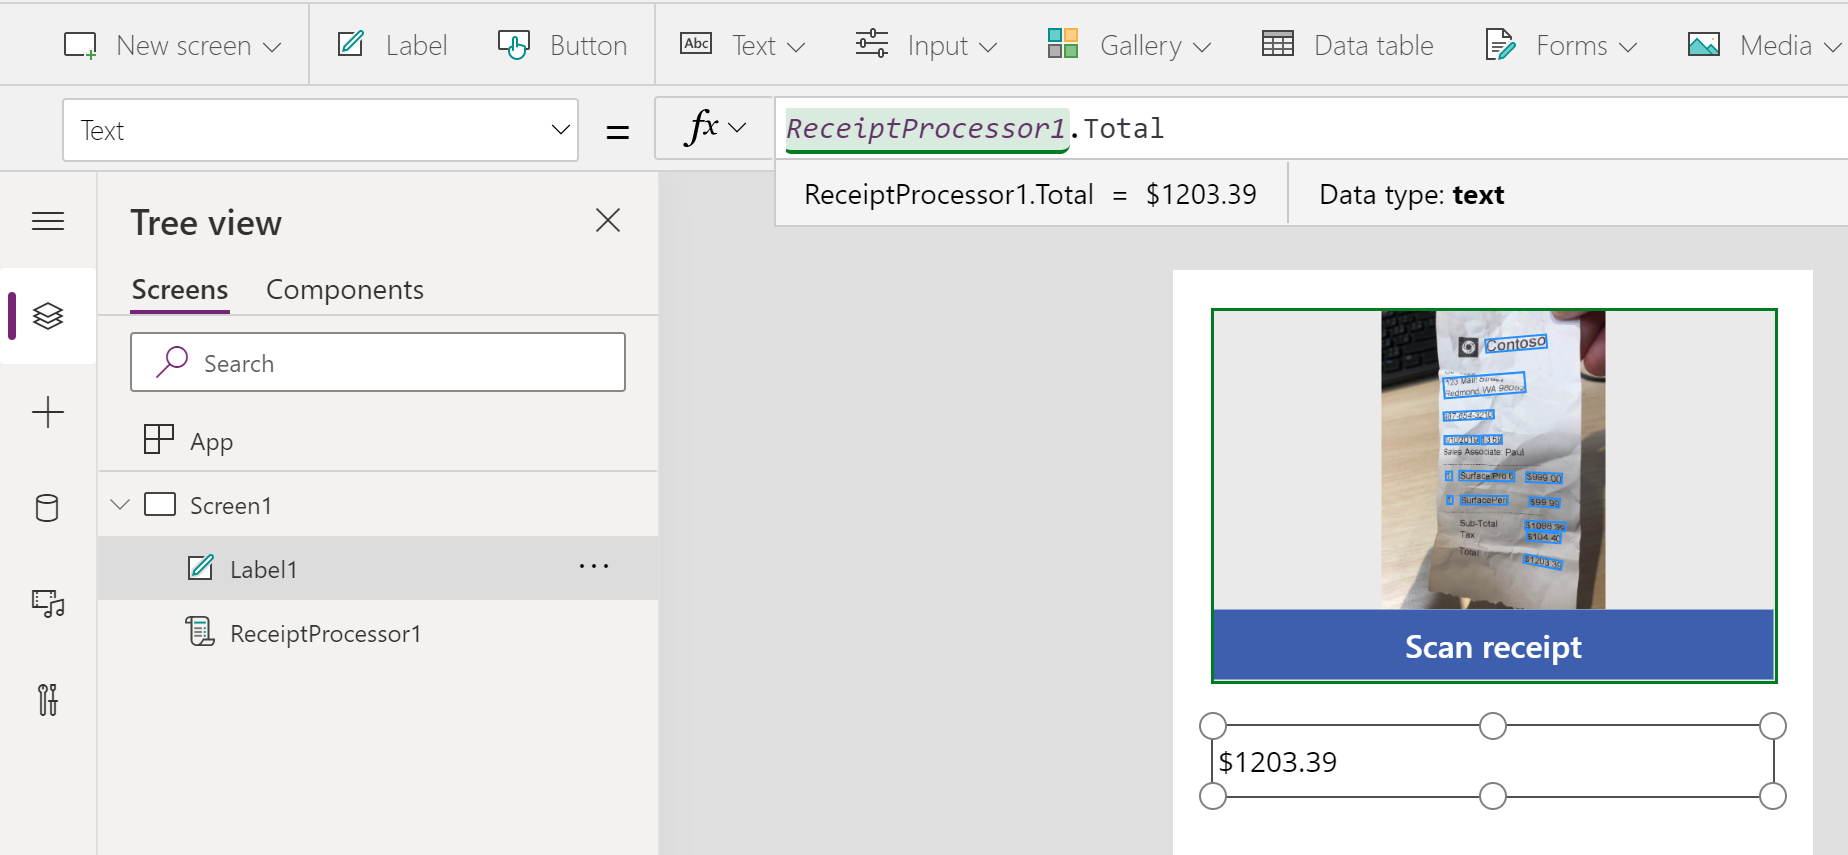 New screen
Label
Button
Abc
Text
Input
Gallery
Data table
Forms
Media
Text
=
fx
ReceiptProcessor1.Total
ReceiptProcessor1.Total = $1203.39
Data type: text
Tree view
Screens
Components
Search
App
Screen1
Label1
...
ReceiptProcessor1
Contoso
123 Main Street
Redmond, WA 98052
987-654-3210
Sales Associate: Paul
1 Surface Pro 6 $999.00
1 SurfacePen $99.99
Sub-Total $1098.99
Tax $104.40
Total $1203.39
Scan receipt
$1203.39